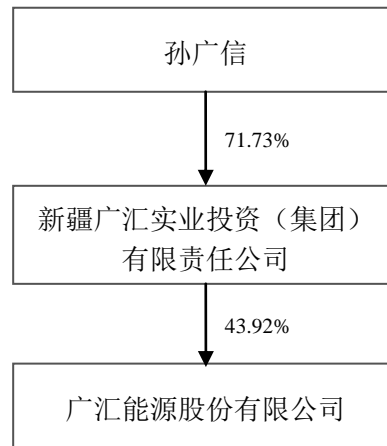 孙广信
71.73%
新疆广汇实业投资（集团）
有限责任公司
43.92%
广汇能源股份有限公司